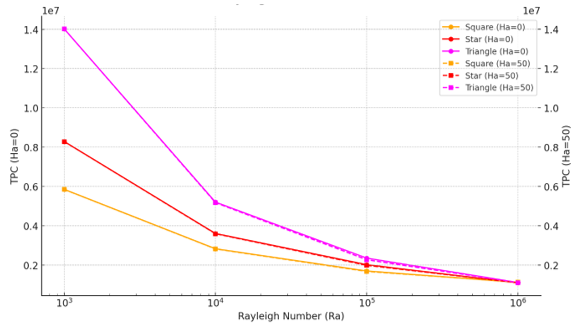 1e7
1e7
Square (Ha=0)
Star (Ha=0)
Triangle (Ha=0)
Square (Ha=50)
Star (Ha=50)
Triangle (Ha=50)
1.4
1.2
1.0
0.8
0.6
0.4
0.2
TPC (Ha=0)
1.4
1.2
1.0
0.8
0.6
0.4
0.2
TPC (Ha=50)
10³
10⁴
10⁵
10⁶
Rayleigh Number (Ra)